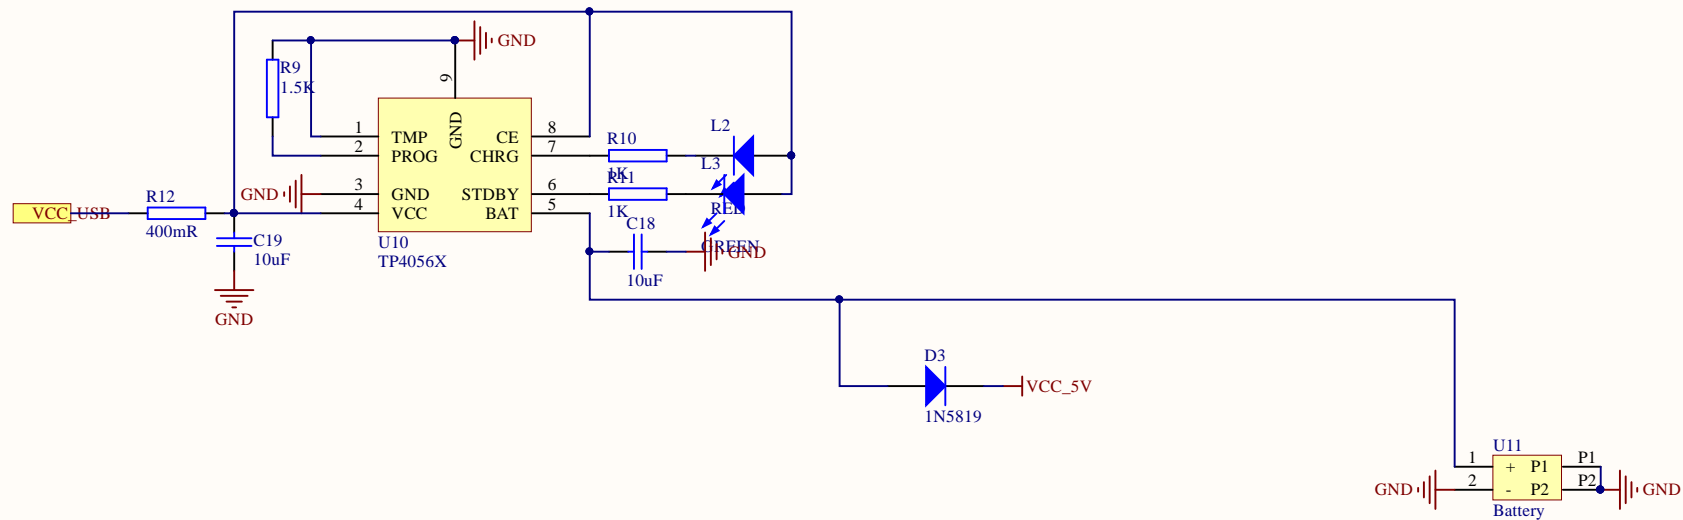 GND
R9
1.5K
9
GND
1
TMP
CE
8
2
PROG
CHRG
7
3
GND
STDBY
6
4
VCC
BAT
5
U10
TP4056X
GND
R12
400mR
VCC_USB
C19
10uF
GND
R10
1K
L2
RED
R11
1K
L3
GREEN
C18
10uF
GND
D3
1N5819
VCC_5V
U11
1
+
P1
P1
2
-
P2
P2
Battery
GND
GND